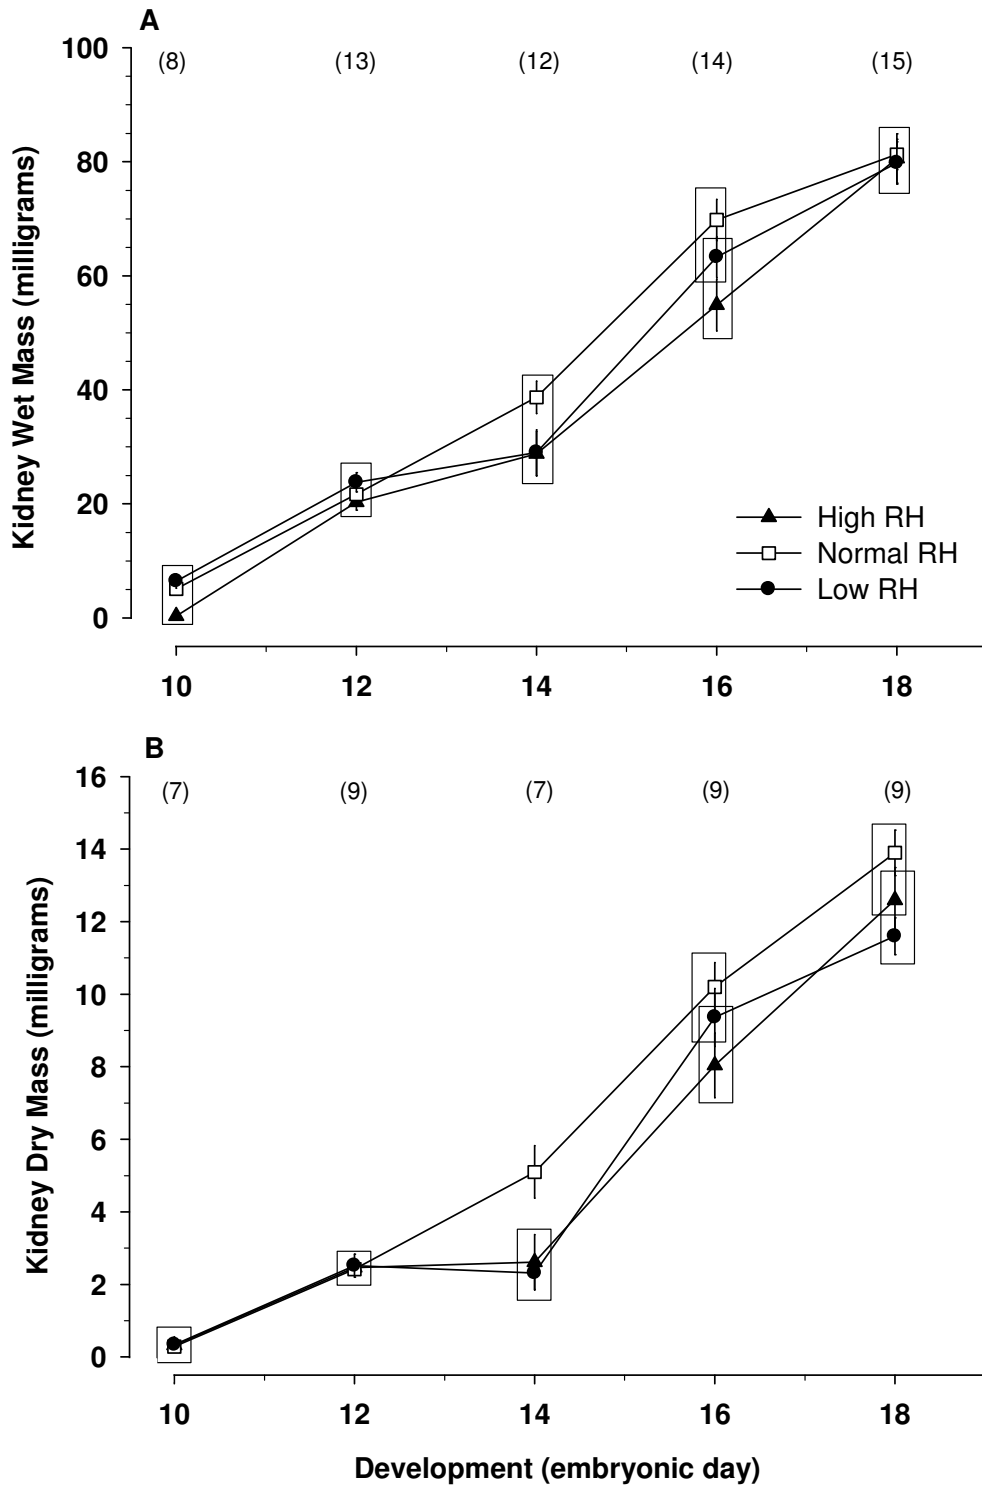 A
(8) (13) (12) (14) (15)
100
80
60
40
20
0
Kidney Wet Mass (milligrams)
High RH
Normal RH
Low RH
10 12 14 16 18
B
(7) (9) (7) (9) (9)
16
14
12
10
8
6
4
2
0
Kidney Dry Mass (milligrams)
10 12 14 16 18
Development (embryonic day)